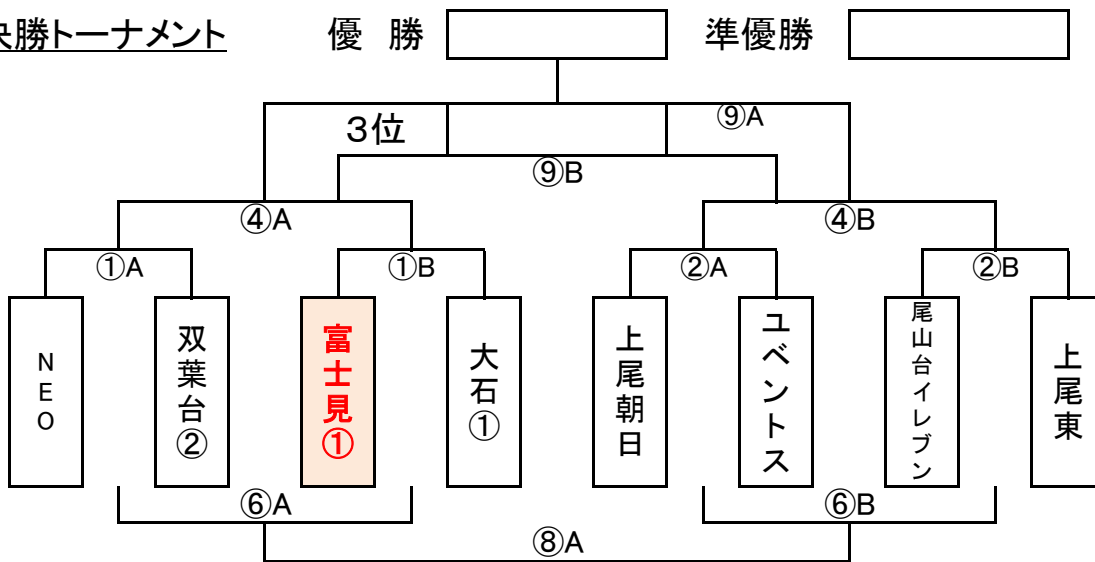 決勝トーナメント 優 勝 準優勝
3位 ⑨A
⑨B
④A ④B
①A ①B ②A ②B
NEO
双葉台②
富士見①
大石①
上尾朝日
ユベントス
尾山台イレブン
上尾東
⑥A ⑥B
⑧A